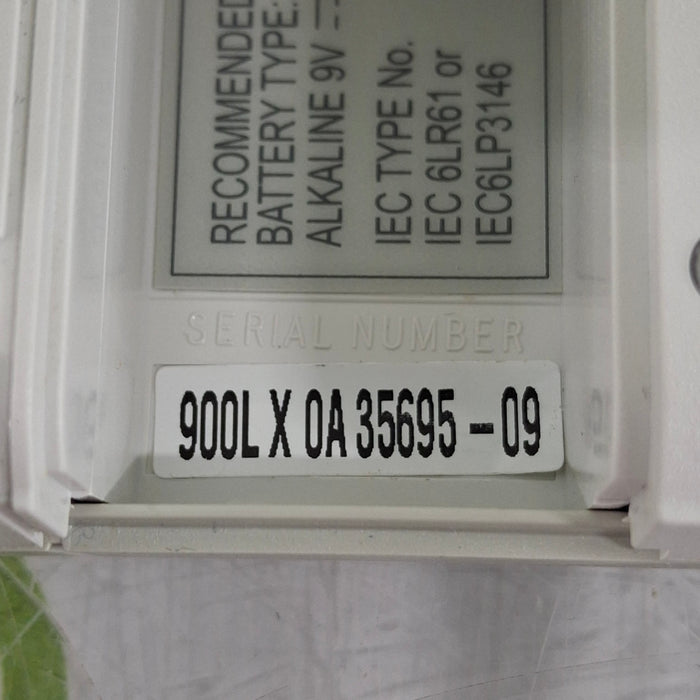 RECOMMENDED
BATTERY TYPE:
ALKALINE 9V
IEC TYPE No.
IEC 6LR61 or
IEC6LP3146
SERIAL NUMBER
900L X 0A 35695-09